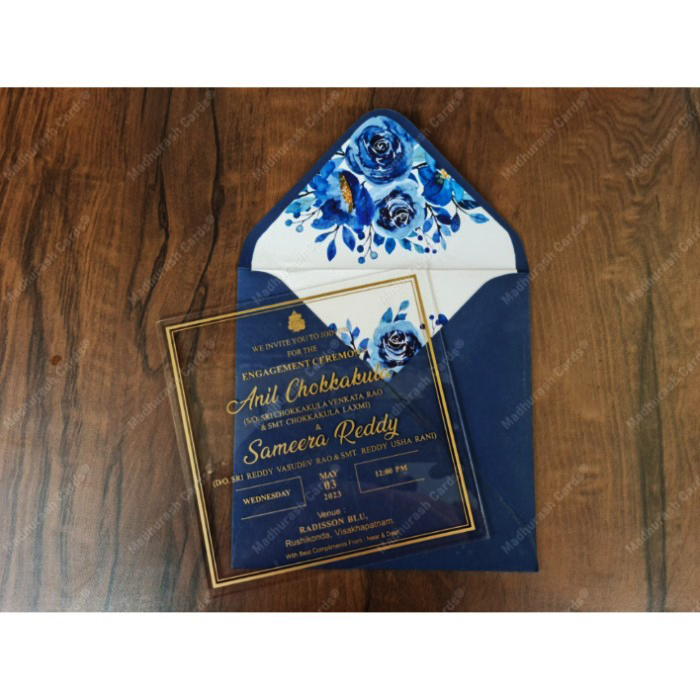 WE INVITE YOU TO JOIN
FOR THE
ENGAGEMENT CEREMONY
Anil Chokkakula
(S/O. SRI CHOKKAKULA VENKATA RAO
& SMT. CHOKKAKULA LAXMI)
&
Sameera Reddy
(D/O. SRI REDDY VASUDEV RAO & SMT. REDDY USHA RANI)
WEDNESDAY
MAY
03
2023
12:00 PM
Venue :
RADISSON BLU,
Rushikonda, Visakhapatnam.
With Best Compliments From : Near & Dear
Madhurash Cards®